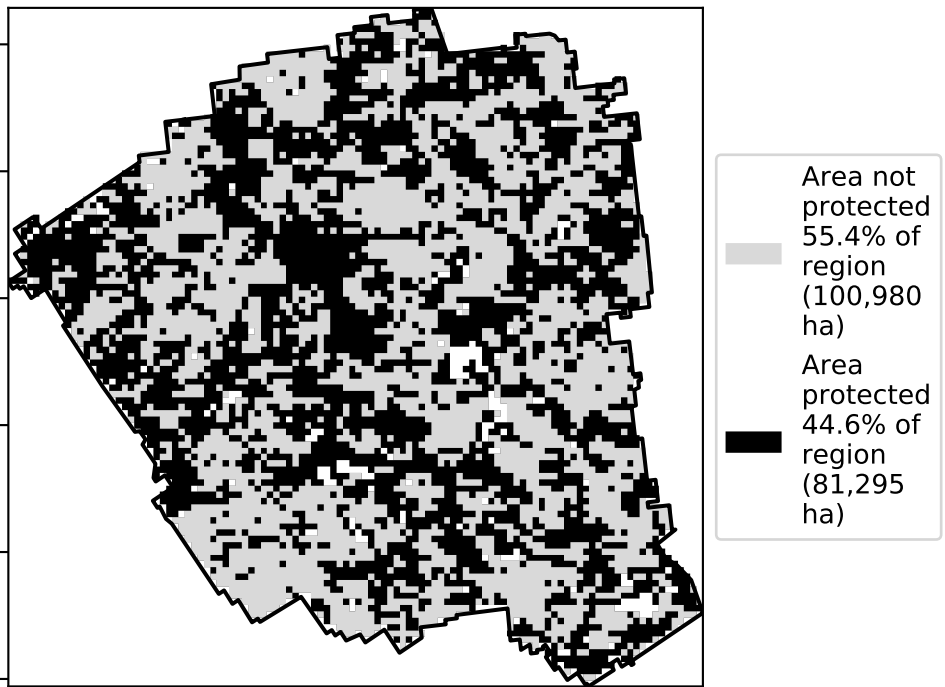 Area not
protected
55.4% of
region
(100,980
ha)
Area
protected
44.6% of
region
(81,295
ha)